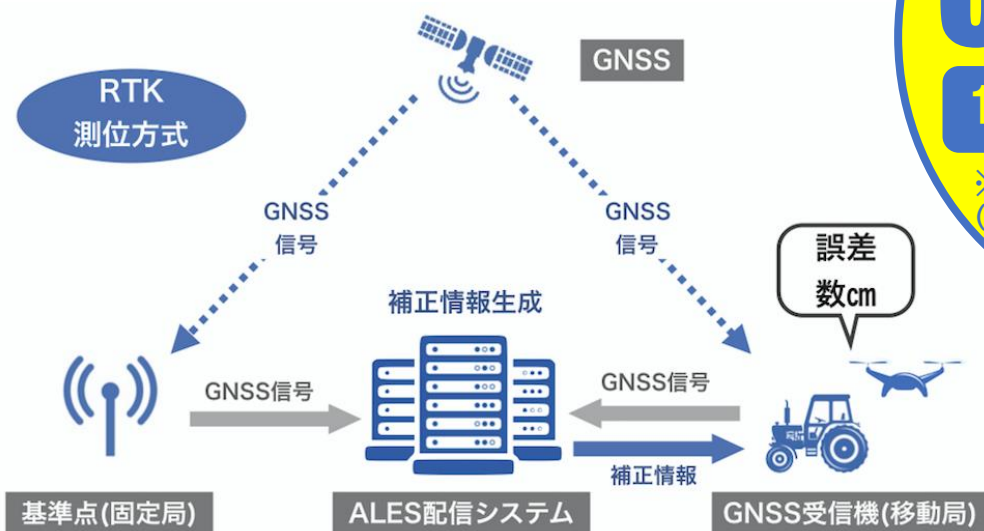 GNSS
RTK
測位方式
GNSS
信号
GNSS
信号
誤差
数㎝
補正情報生成
GNSS信号
GNSS信号
補正情報
基準点(固定局)
ALES配信システム
GNSS受信機(移動局)